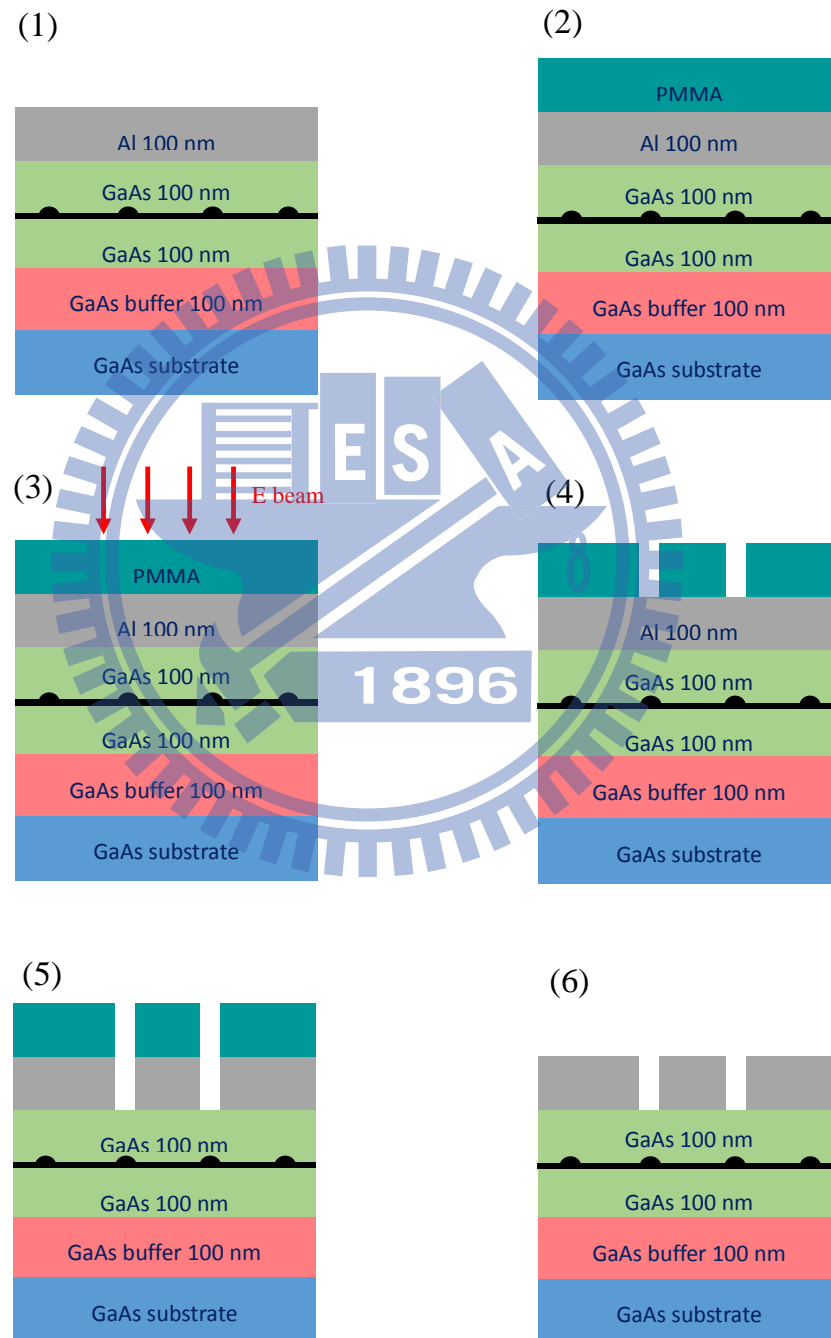 (1)
Al 100 nm
GaAs 100 nm
GaAs 100 nm
GaAs buffer 100 nm
GaAs substrate
(2)
PMMA
Al 100 nm
GaAs 100 nm
GaAs 100 nm
GaAs buffer 100 nm
GaAs substrate
(3)
E beam
PMMA
Al 100 nm
GaAs 100 nm
GaAs 100 nm
GaAs buffer 100 nm
GaAs substrate
(4)
Al 100 nm
GaAs 100 nm
GaAs 100 nm
GaAs buffer 100 nm
GaAs substrate
ESA
1896
(5)
GaAs 100 nm
GaAs 100 nm
GaAs buffer 100 nm
GaAs substrate
(6)
GaAs 100 nm
GaAs 100 nm
GaAs buffer 100 nm
GaAs substrate